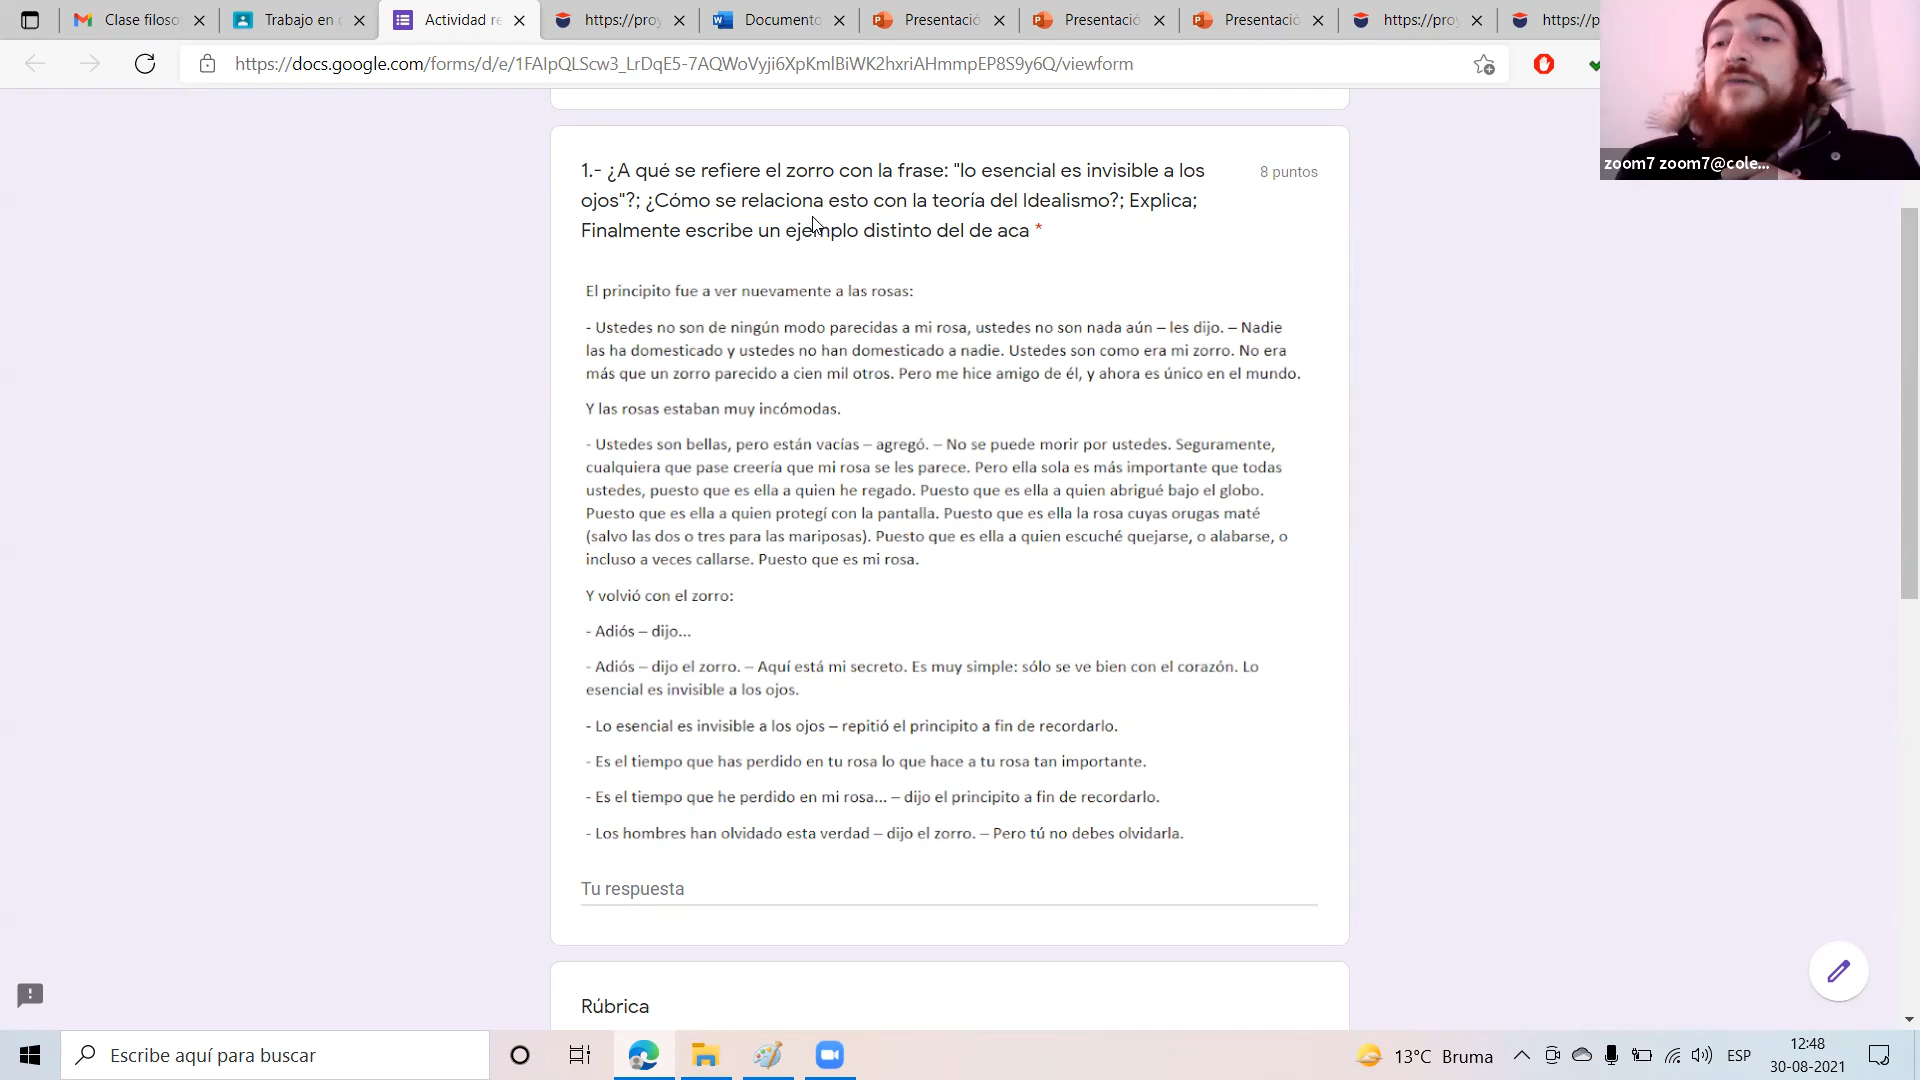 Clase filoso
Trabajo en
Actividad re
https://proy
Documento
Presentació
Presentació
Presentació
https://proy
https://p
https://docs.google.com/forms/d/e/1FAIpQLScw3_LrDqE5-7AQWoVyji6XpKmlBiWK2hxriAHmmpEP8S9y6Q/viewform
zoom7 zoom7@cole...
1.- ¿A qué se refiere el zorro con la frase: "lo esencial es invisible a los
8 puntos
ojos"?; ¿Cómo se relaciona esto con la teoría del Idealismo?; Explica;
Finalmente escribe un ejemplo distinto del de aca *
El principito fue a ver nuevamente a las rosas:
- Ustedes no son de ningún modo parecidas a mi rosa, ustedes no son nada aún – les dijo. – Nadie
las ha domesticado y ustedes no han domesticado a nadie. Ustedes son como era mi zorro. No era
más que un zorro parecido a cien mil otros. Pero me hice amigo de él, y ahora es único en el mundo.
Y las rosas estaban muy incómodas.
- Ustedes son bellas, pero están vacías – agregó. – No se puede morir por ustedes. Seguramente,
cualquiera que pase creería que mi rosa se les parece. Pero ella sola es más importante que todas
ustedes, puesto que es ella a quien he regado. Puesto que es ella a quien abrigué bajo el globo.
Puesto que es ella a quien protegí con la pantalla. Puesto que es ella la rosa cuyas orugas maté
(salvo las dos o tres para las mariposas). Puesto que es ella a quien escuché quejarse, o alabarse, o
incluso a veces callarse. Puesto que es mi rosa.
Y volvió con el zorro:
- Adiós – dijo...
- Adiós – dijo el zorro. – Aquí está mi secreto. Es muy simple: sólo se ve bien con el corazón. Lo
esencial es invisible a los ojos.
- Lo esencial es invisible a los ojos – repitió el principito a fin de recordarlo.
- Es el tiempo que has perdido en tu rosa lo que hace a tu rosa tan importante.
- Es el tiempo que he perdido en mi rosa... – dijo el principito a fin de recordarlo.
- Los hombres han olvidado esta verdad – dijo el zorro. – Pero tú no debes olvidarla.
Tu respuesta
Rúbrica
Escribe aquí para buscar
13°C Bruma
ESP
12:48
30-08-2021